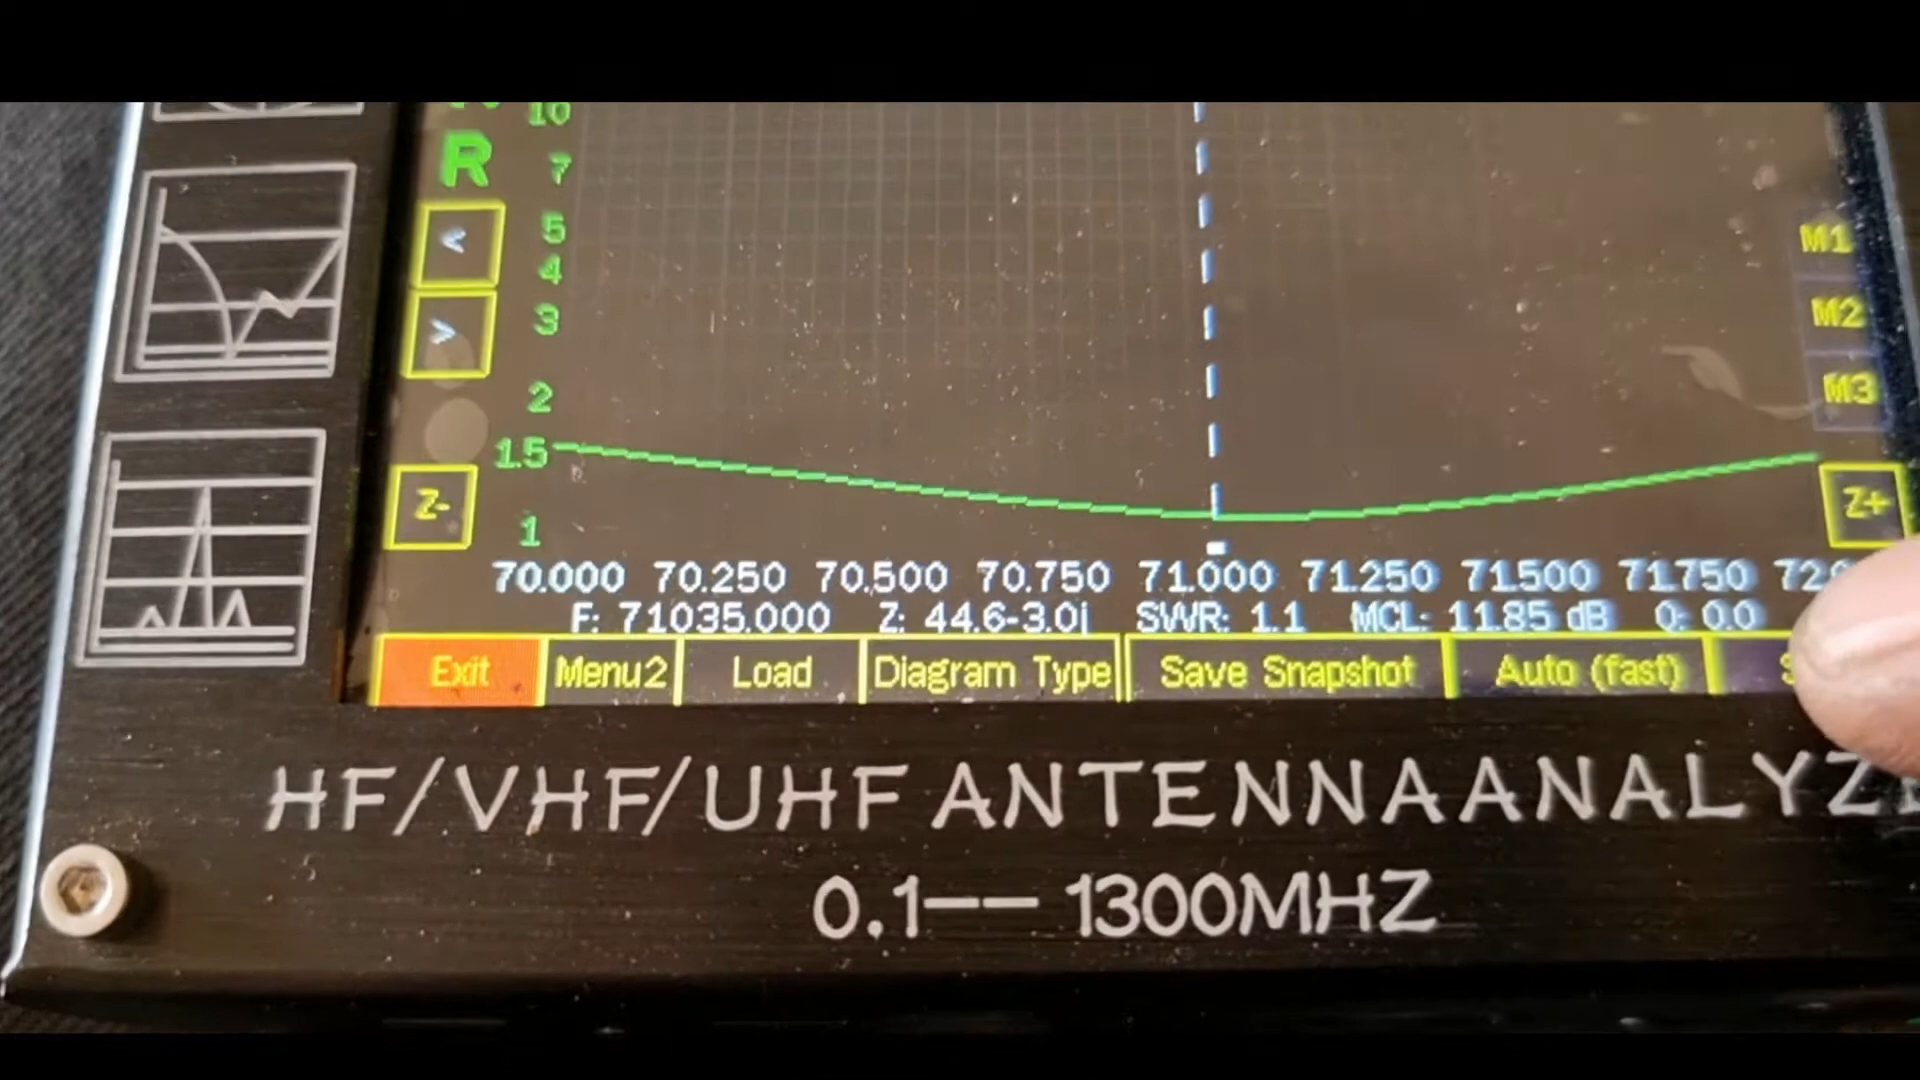 10
R
7
<
5
4
>
3
2
1.5
1
M1
M2
M3
Z-
Z+
70.000 70.250 70.500 70.750 71.000 71.250 71.500 71.750
F: 71035.000 Z: 44.6-3.0j SWR: 1.1 MCL: 11.85 dB Q: 0.0
Exit Menu2 Load Diagram Type Save Snapshot Auto (fast)
HF/VHF/UHF ANTENNA
0.1-- 1300MHZ